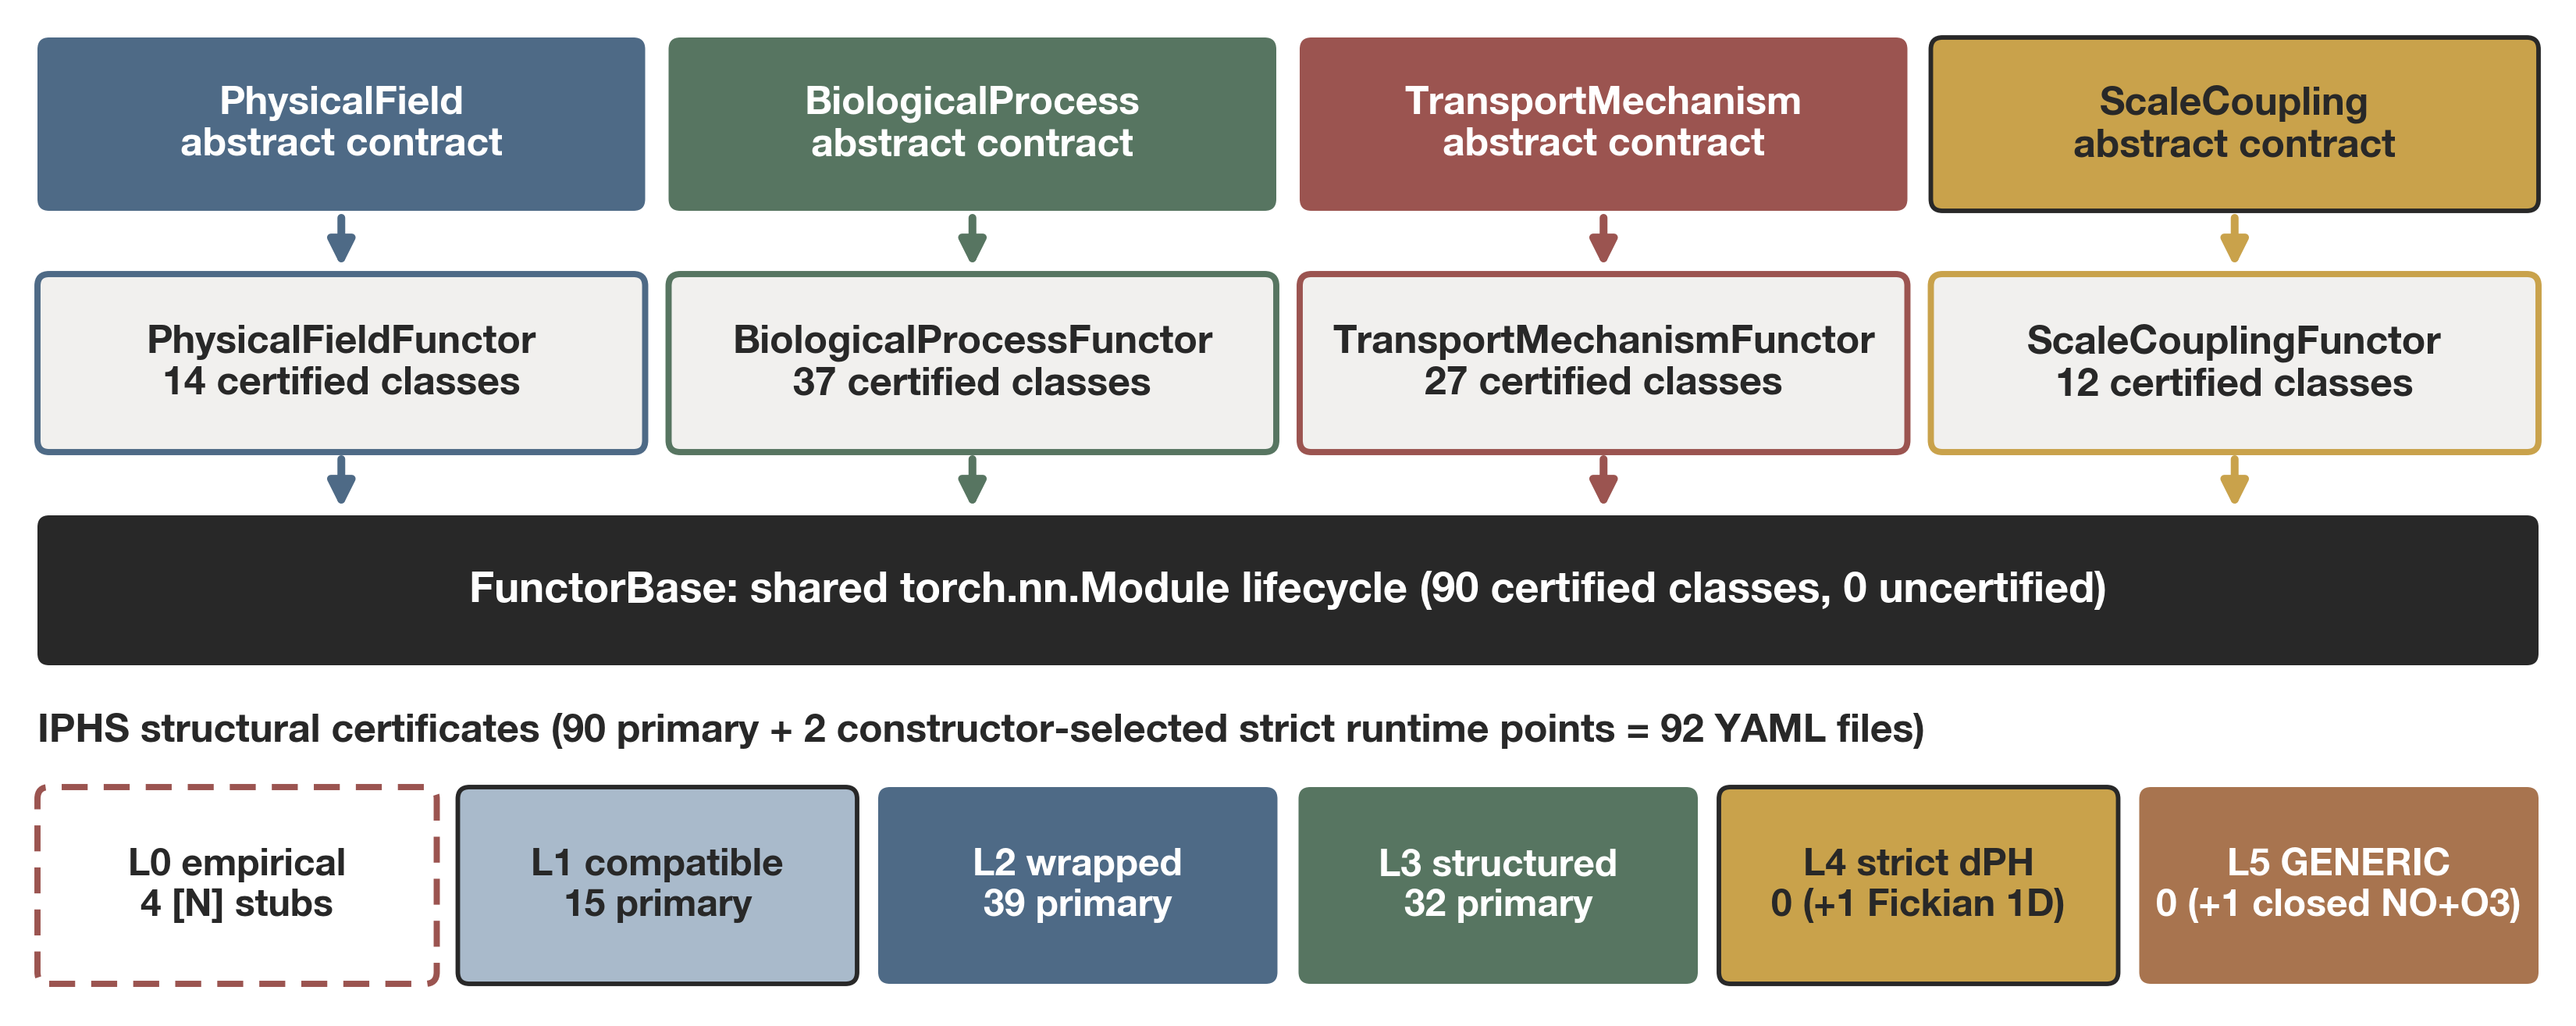 PhysicalField
abstract contract
BiologicalProcess
abstract contract
TransportMechanism
abstract contract
ScaleCoupling
abstract contract
PhysicalFieldFunctor
14 certified classes
BiologicalProcessFunctor
37 certified classes
TransportMechanismFunctor
27 certified classes
ScaleCouplingFunctor
12 certified classes
FunctorBase: shared torch.nn.Module lifecycle (90 certified classes, 0 uncertified)
IPHS structural certificates (90 primary + 2 constructor-selected strict runtime points = 92 YAML files)
L0 empirical
4 [N] stubs
L1 compatible
15 primary
L2 wrapped
39 primary
L3 structured
32 primary
L4 strict dPH
0 (+1 Fickian 1D)
L5 GENERIC
0 (+1 closed NO+O3)